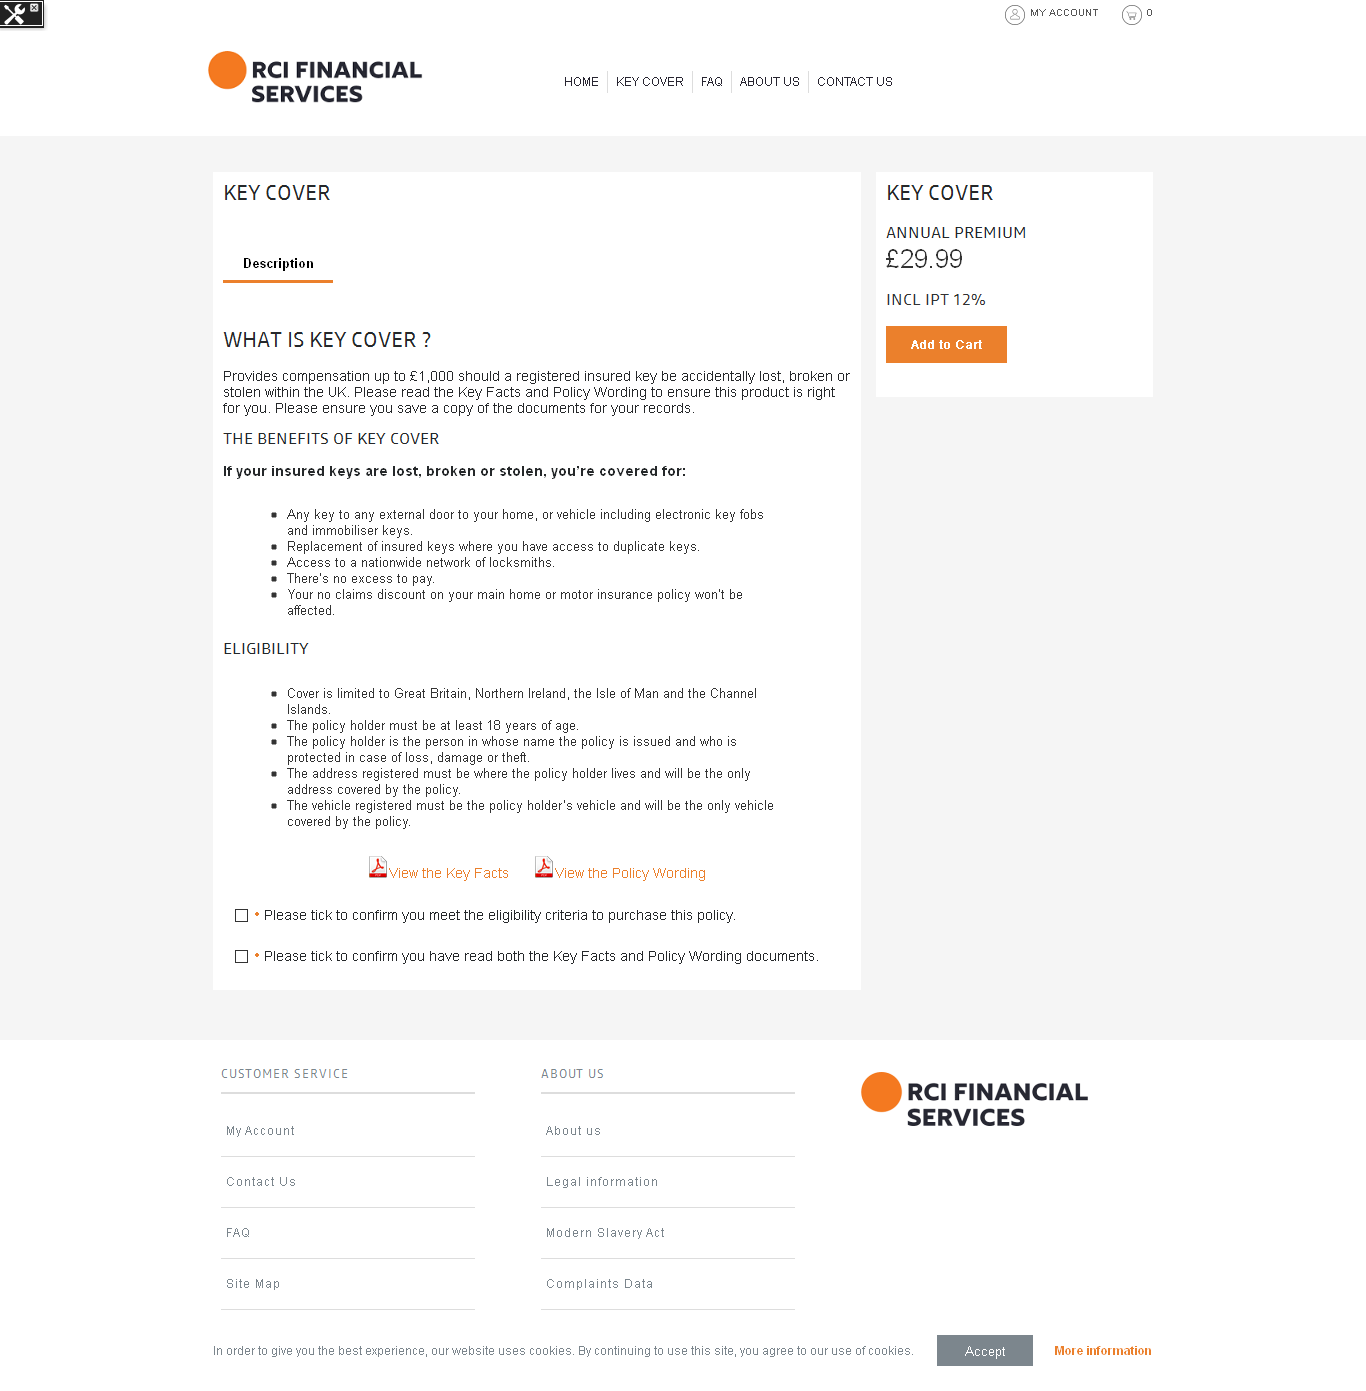 MY ACCOUNT
0
RCI FINANCIAL
SERVICES
HOME
KEY COVER
FAQ
ABOUT US
CONTACT US
KEY COVER
Description
WHAT IS KEY COVER ?
Provides compensation up to £1,000 should a registered insured key be accidentally lost, broken or
stolen within the UK. Please read the Key Facts and Policy Wording to ensure this product is right
for you. Please ensure you save a copy of the documents for your records.
THE BENEFITS OF KEY COVER
If your insured keys are lost, broken or stolen, you're covered for:
Any key to any external door to your home, or vehicle including electronic key fobs
and immobiliser keys.
Replacement of insured keys where you have access to duplicate keys.
Access to a nationwide network of locksmiths.
There's no excess to pay.
Your no claims discount on your main home or motor insurance policy won't be
affected.
ELIGIBILITY
Cover is limited to Great Britain, Northern Ireland, the Isle of Man and the Channel
Islands.
The policy holder must be at least 18 years of age.
The policy holder is the person in whose name the policy is issued and who is
protected in case of loss, damage or theft.
The address registered must be where the policy holder lives and will be the only
address covered by the policy.
The vehicle registered must be the policy holder's vehicle and will be the only vehicle
covered by the policy.
View the Key Facts
View the Policy Wording
* Please tick to confirm you meet the eligibility criteria to purchase this policy.
* Please tick to confirm you have read both the Key Facts and Policy Wording documents.
KEY COVER
ANNUAL PREMIUM
£29.99
INCL IPT 12%
Add to Cart
CUSTOMER SERVICE
My Account
Contact Us
FAQ
Site Map
ABOUT US
About us
Legal information
Modern Slavery Act
Complaints Data
RCI FINANCIAL
SERVICES
In order to give you the best experience, our website uses cookies. By continuing to use this site, you agree to our use of cookies.
Accept
More information